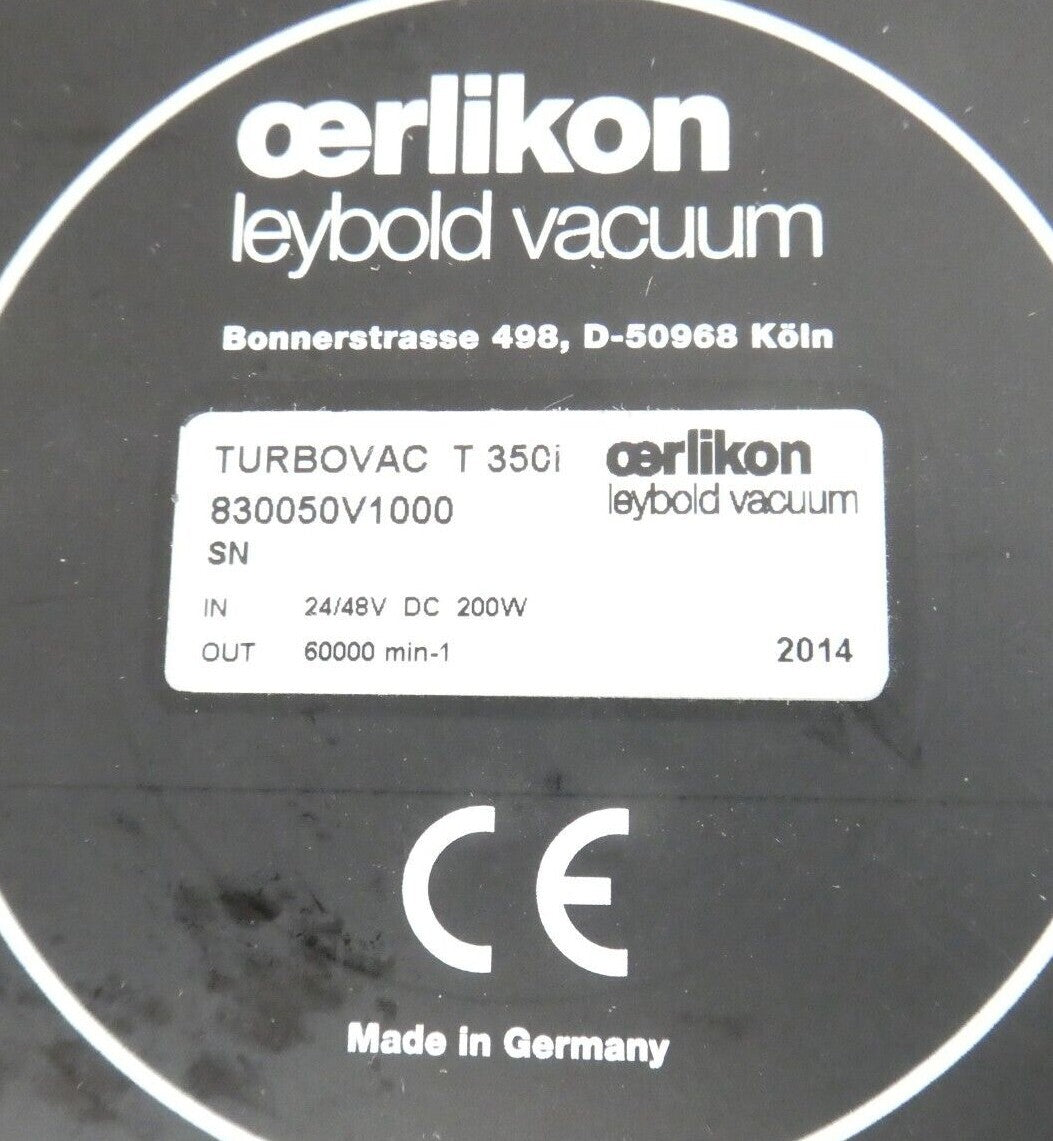 œrlikon
leybold vacuum
Bonnerstrasse 498, D-50968 Köln
TURBOVAC T 350i œrlikon
830050V1000 leybold vacuum
SN
IN 24/48V DC 200W
OUT 60000 min-1 2014
CE
Made in Germany